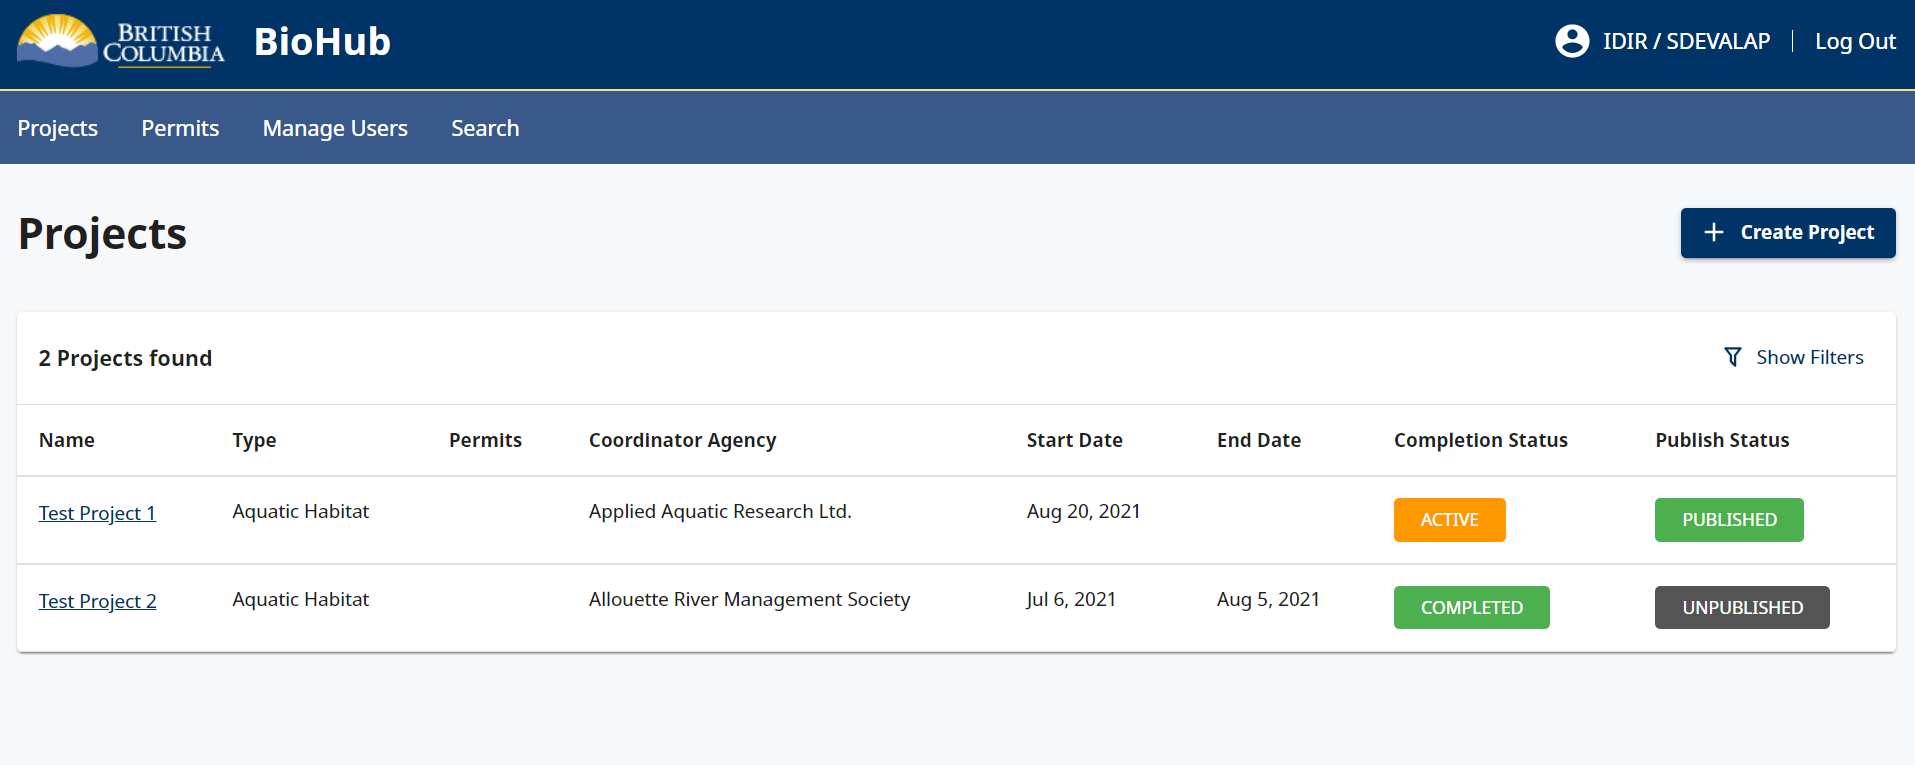 BRITISH
COLUMBIA
BioHub
IDIR / SDEVALAP
Log Out
Projects Permits Manage Users Search
Projects
Create Project
2 Projects found
Show Filters
Name Type Permits Coordinator Agency Start Date End Date Completion Status Publish Status
Test Project 1 Aquatic Habitat Applied Aquatic Research Ltd. Aug 20, 2021 ACTIVE PUBLISHED
Test Project 2 Aquatic Habitat Allouette River Management Society Jul 6, 2021 Aug 5, 2021 COMPLETED UNPUBLISHED